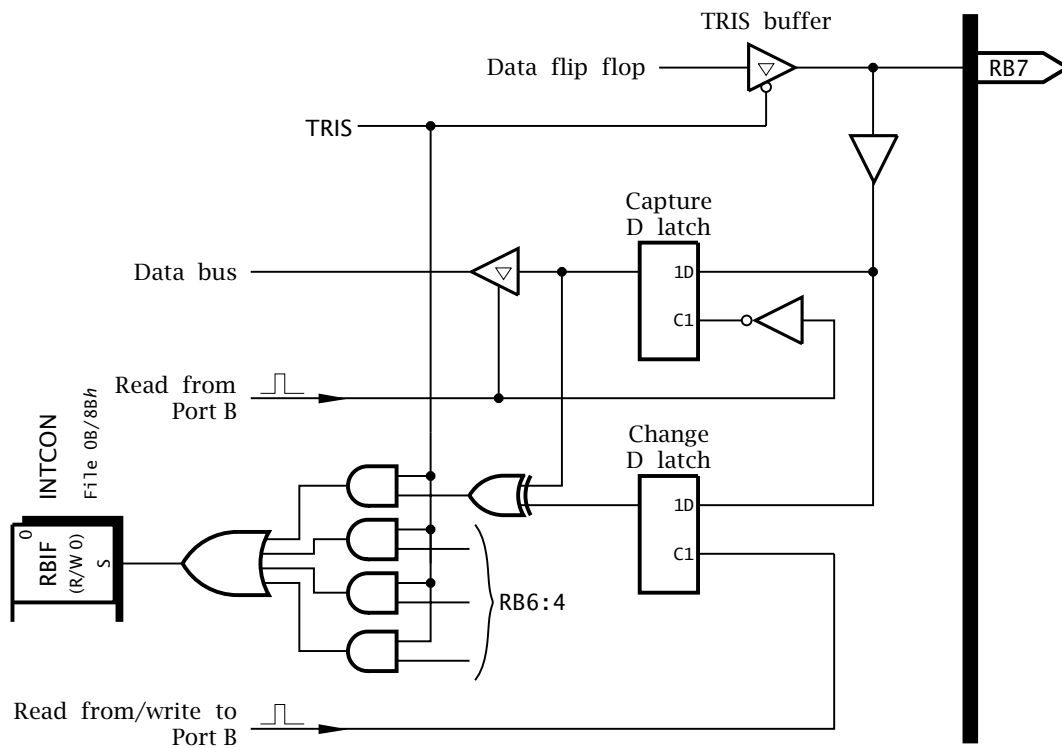 TRIS buffer
Data flip flop
RB7
TRIS
Capture
D latch
Data bus
1D
C1
Read from
Port B
INTCON
File 0B/8Bh
Change
D latch
1D
C1
0
RBIF
(R/W 0)
S
RB6:4
Read from/write to
Port B